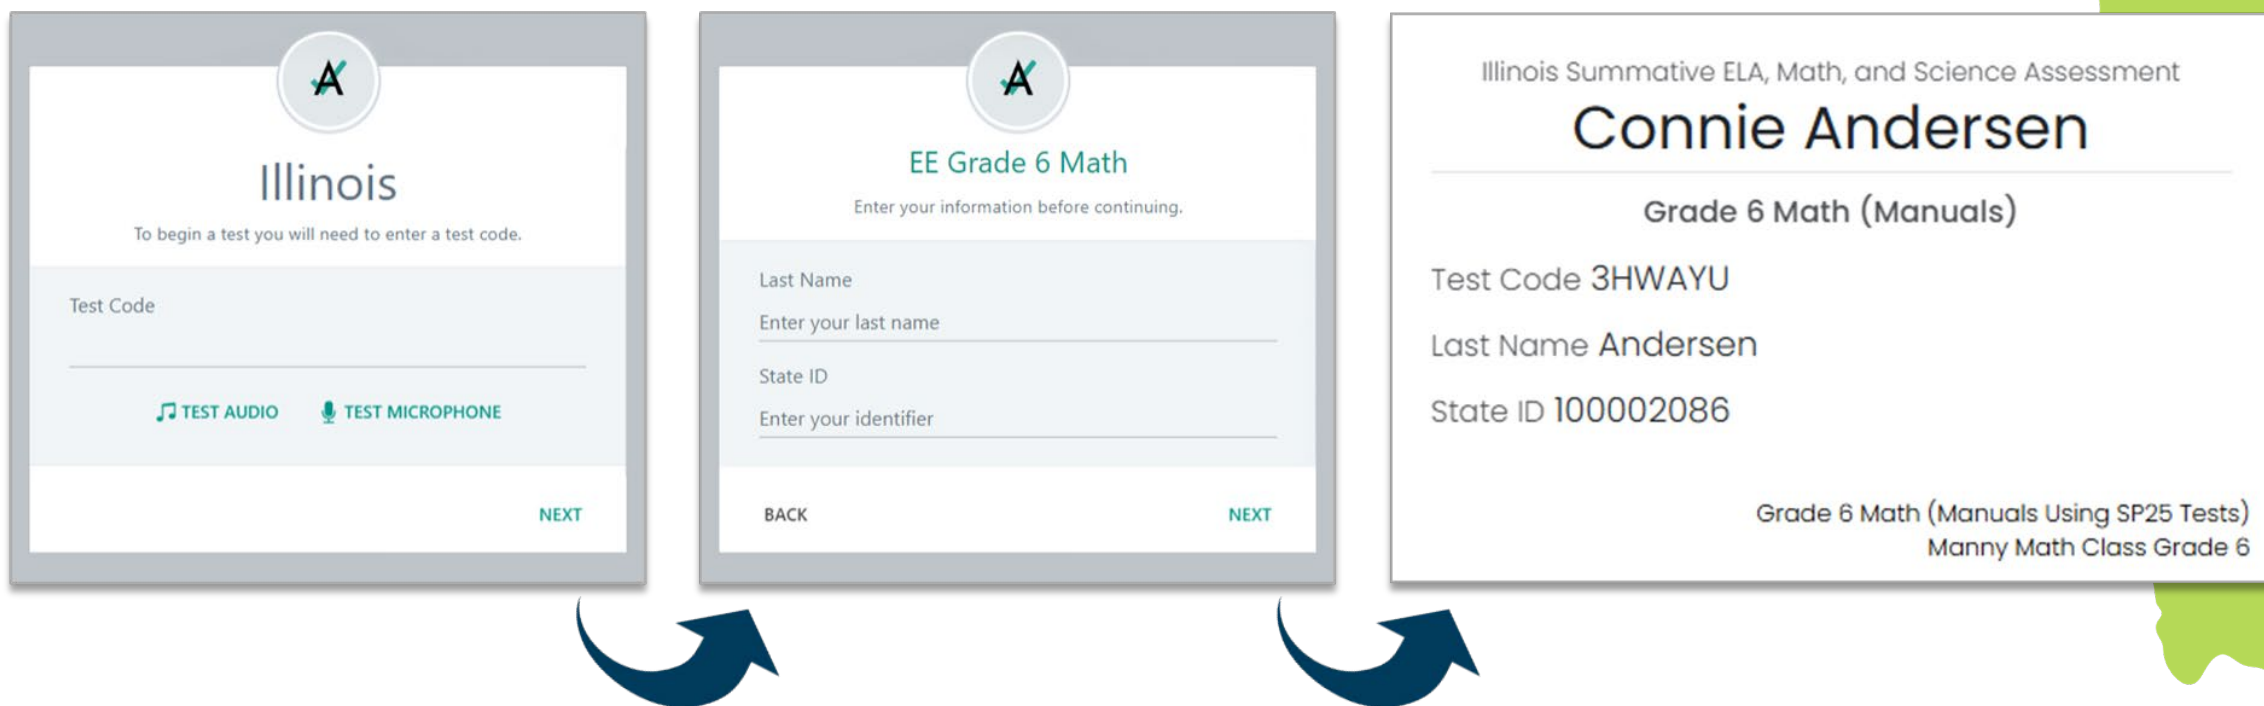 Illinois
To begin a test you will need to enter a test code.
Test Code
TEST AUDIO
TEST MICROPHONE
NEXT
EE Grade 6 Math
Enter your information before continuing.
Last Name
Enter your last name
State ID
Enter your identifier
BACK
NEXT
Illinois Summative ELA, Math, and Science Assessment
Connie Andersen
Grade 6 Math (Manuals)
Test Code 3HWAYU
Last Name Andersen
State ID 100002086
Grade 6 Math (Manuals Using SP25 Tests)
Manny Math Class Grade 6